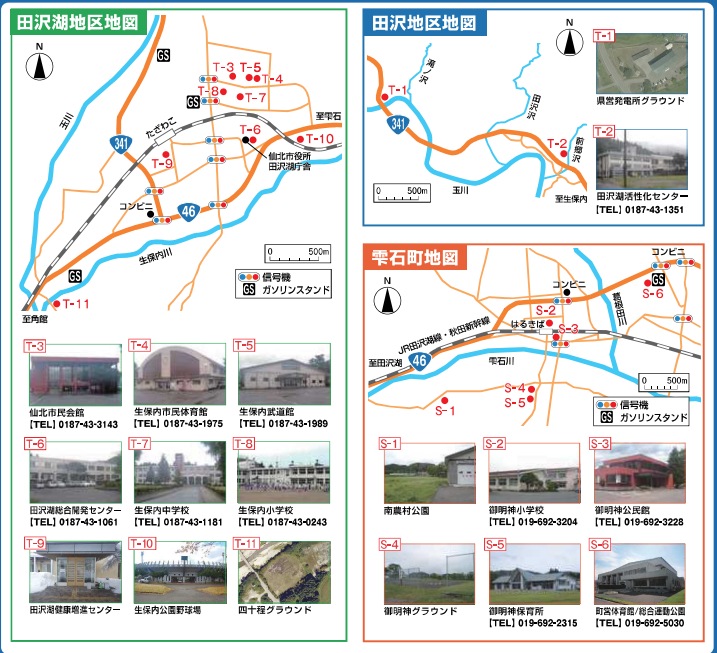 田沢湖地区地図
N
GS
T-3
T-5
T-4
T-8
GS
T-7
至雫石
玉川
たざわこ
341
T-6
T-10
T-9
仙北市役所
田沢湖庁舎
コンビニ
46
生保内川
0
500m
GS
信号機
GS ガソリンスタンド
T-11
至角館
T-3
仙北市民会館
【TEL】0187-43-3143
T-4
生保内市民体育館
【TEL】0187-43-1975
T-5
生保内武道館
【TEL】0187-43-1989
T-6
田沢湖総合開発センター
【TEL】0187-43-1061
T-7
生保内中学校
【TEL】0187-43-1181
T-8
生保内小学校
【TEL】0187-43-0243
T-9
田沢湖健康増進センター
T-10
生保内公園野球場
T-11
四十程グラウンド
田沢地区地図
N
滝ノ沢
T-1
341
田沢沢
T-2
前郷沢
玉川
至生保内
0
500m
T-1
県営発電所グラウンド
T-2
田沢湖活性化センター
【TEL】0187-43-1351
雫石町地図
N
コンビニ
S-6
GS
コンビニ
葛根田川
S-2
はるきば
S-3
JR田沢湖線・秋田新幹線
至田沢湖
46
雫石川
0
500m
S-4
S-5
S-1
信号機
GS ガソリンスタンド
S-1
南農村公園
S-2
御明神小学校
【TEL】019-692-3204
S-3
御明神公民館
【TEL】019-692-3228
S-4
御明神グラウンド
S-5
御明神保育所
【TEL】019-692-2315
S-6
町営体育館/総合運動公園
【TEL】019-692-5030